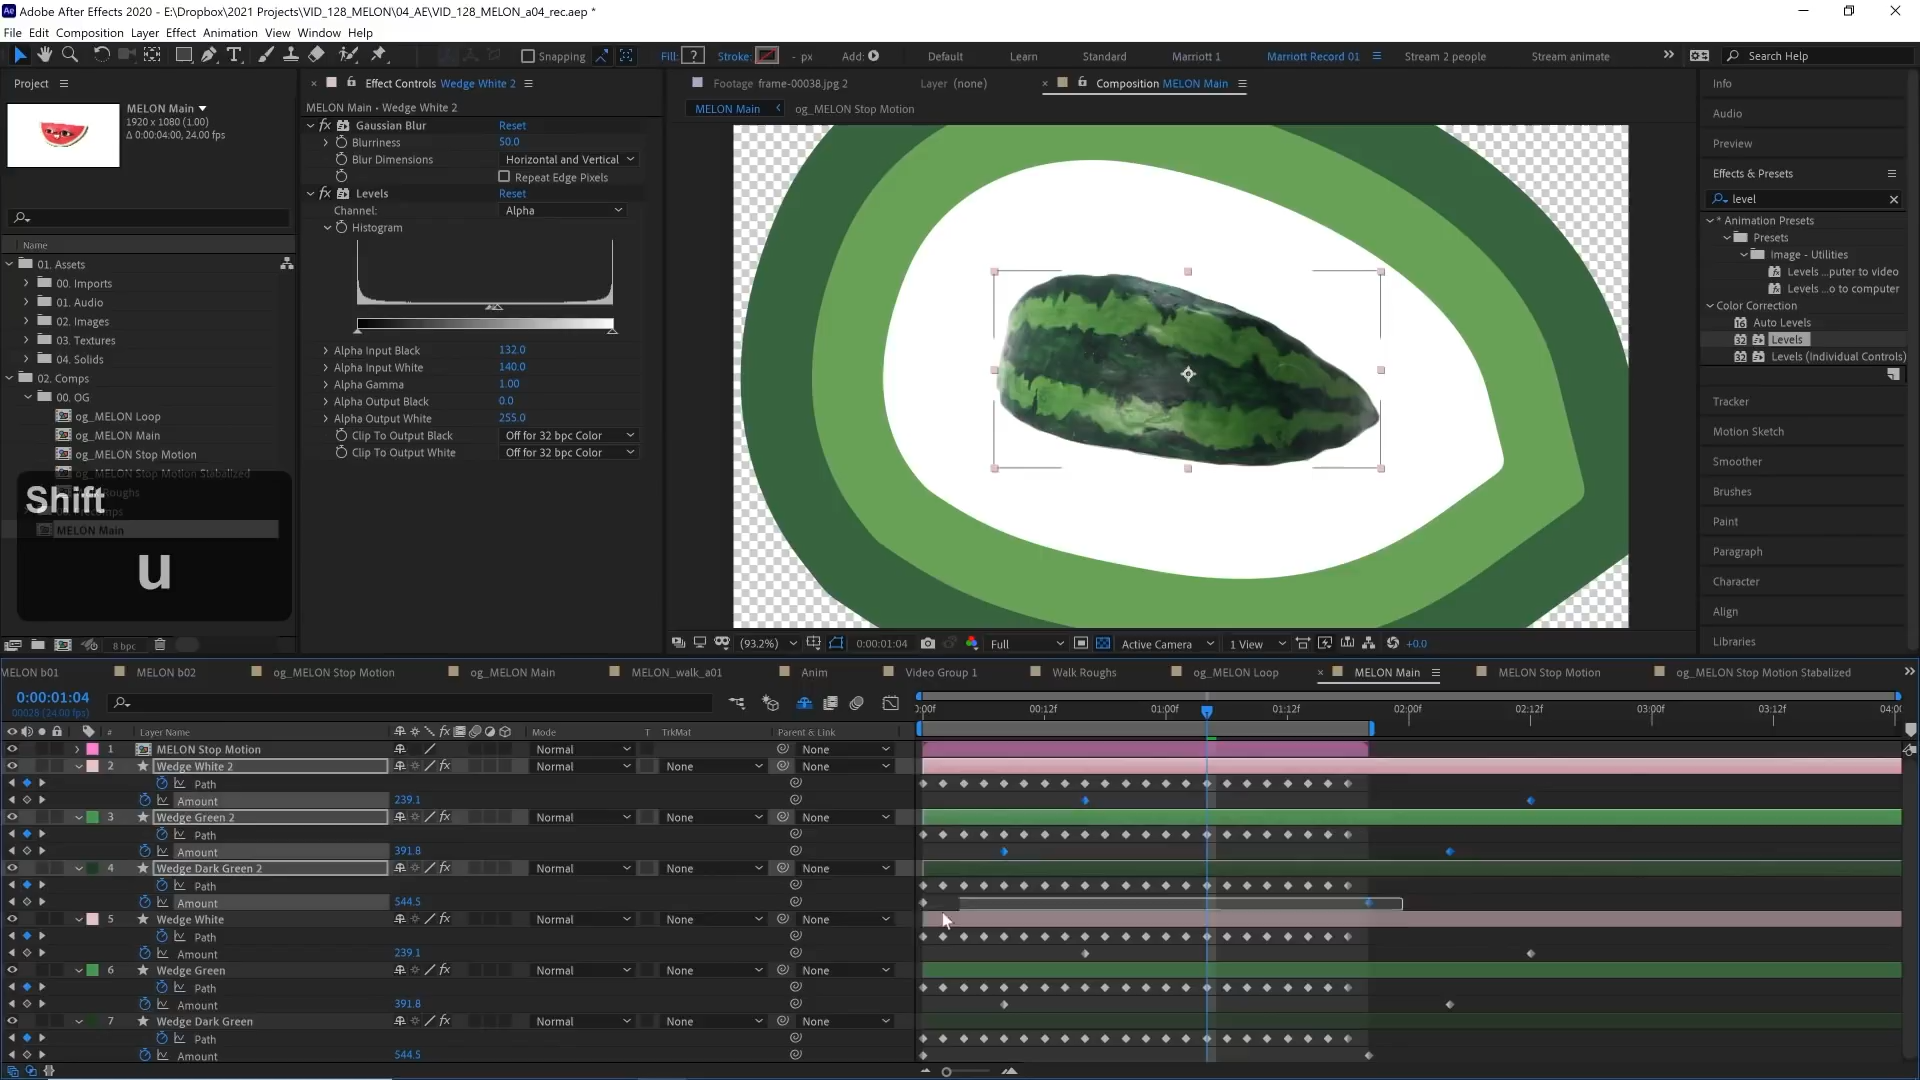 Adobe After Effects 2020 - E:\Dropbox\2021 Projects\VID_128_MELON\04_AE\VID_128_MELON_a04_rec.aep *
File Edit Composition Layer Effect Animation View Window Help
Snapping Fill: ? Stroke: - px Add: Default Learn Standard Marriott 1 Marriott Record 01 Stream 2 people Stream animate Search Help
Project
MELON Main
1920 x 1080 (1.00)
Δ 0:00:04:00, 24.00 fps
Name
01. Assets
00. Imports
01. Audio
02. Images
03. Textures
04. Solids
02. Comps
00. OG
og_MELON Loop
og_MELON Main
og_MELON Stop Motion
og_MELON Stop Motion Stabalized
MELON Main
Shift
u
8 bpc
Effect Controls Wedge White 2
MELON Main • Wedge White 2
fx Gaussian Blur Reset
Blurriness 50.0
Blur Dimensions Horizontal and Vertical
Repeat Edge Pixels
fx Levels Reset
Channel: Alpha
Histogram
Alpha Input Black 132.0
Alpha Input White 140.0
Alpha Gamma 1.00
Alpha Output Black 0.0
Alpha Output White 255.0
Clip To Output Black Off for 32 bpc Color
Clip To Output White Off for 32 bpc Color
Footage frame-00038.jpg 2 Layer (none) Composition MELON Main
MELON Main og_MELON Stop Motion
(93.2%) 0:00:01:04 Full Active Camera 1 View +0.0
Info
Audio
Preview
Effects & Presets
level
* Animation Presets
Presets
Image - Utilities
Levels ...puter to video
Levels ...o to computer
Color Correction
Auto Levels
Levels
Levels (Individual Controls)
Tracker
Motion Sketch
Smoother
Brushes
Paint
Paragraph
Character
Align
Libraries
MELON b01 MELON b02 og_MELON Stop Motion og_MELON Main MELON_walk_a01 Anim Video Group 1 Walk Roughs og_MELON Loop MELON Main MELON Stop Motion og_MELON Stop Motion Stabalized
0:00:01:04
00028 (24.00 fps)
00f 00:12f 01:00f 01:12f 02:00f 02:12f 03:00f 03:12f 04:0
# Layer Name Mode T TrkMat Parent & Link
1 MELON Stop Motion Normal None
2 Wedge White 2 fx Normal None None
Path
Amount 239.1
3 Wedge Green 2 fx Normal None None
Path
Amount 391.8
4 Wedge Dark Green 2 fx Normal None None
Path
Amount 544.5
5 Wedge White fx Normal None None
Path
Amount 239.1
6 Wedge Green fx Normal None None
Path
Amount 391.8
7 Wedge Dark Green fx Normal None None
Path
Amount 544.5